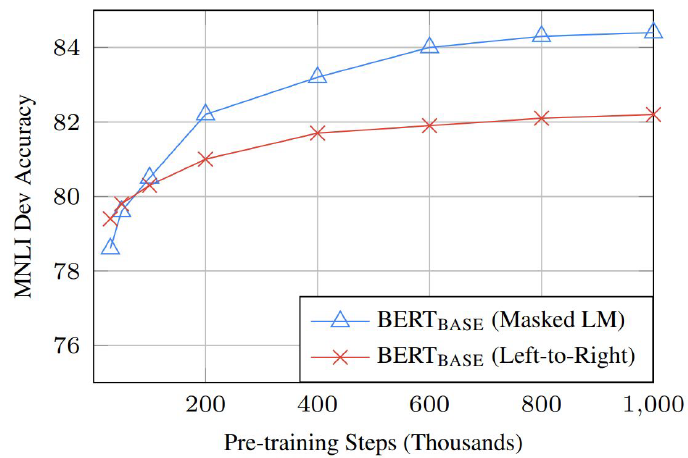 84
82
80
78
76
MNLI Dev Accuracy
BERTBASE (Masked LM)
BERTBASE (Left-to-Right)
200 400 600 800 1,000
Pre-training Steps (Thousands)